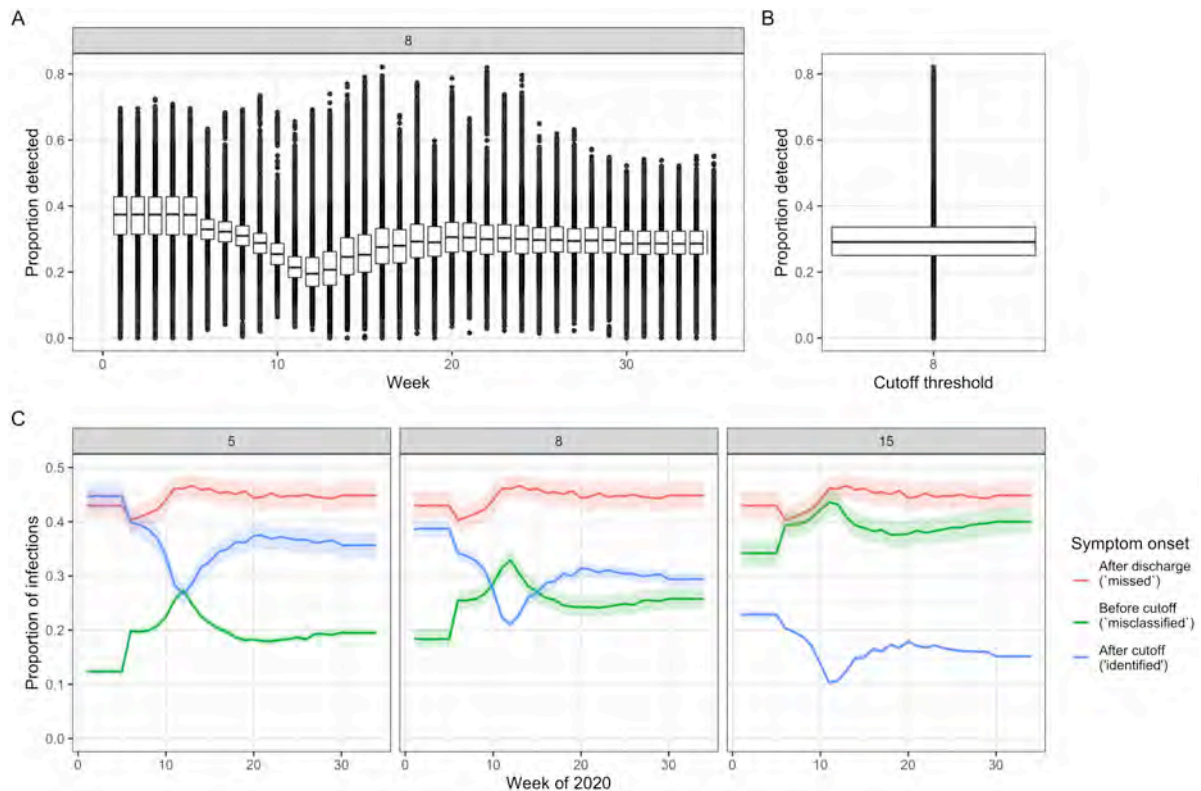 A
8
Proportion detected
0.8
0.6
0.4
0.2
0.0
0
10
20
30
Week
B
Proportion detected
0.8
0.6
0.4
0.2
0.0
8
Cutoff threshold
C
5
8
15
Proportion of infections
0.5
0.4
0.3
0.2
0.1
0.0
0
10
20
30
0
10
20
30
0
10
20
30
Week of 2020
Symptom onset
After discharge
(`missed`)
Before cutoff
(`misclassified`)
After cutoff
('identified')